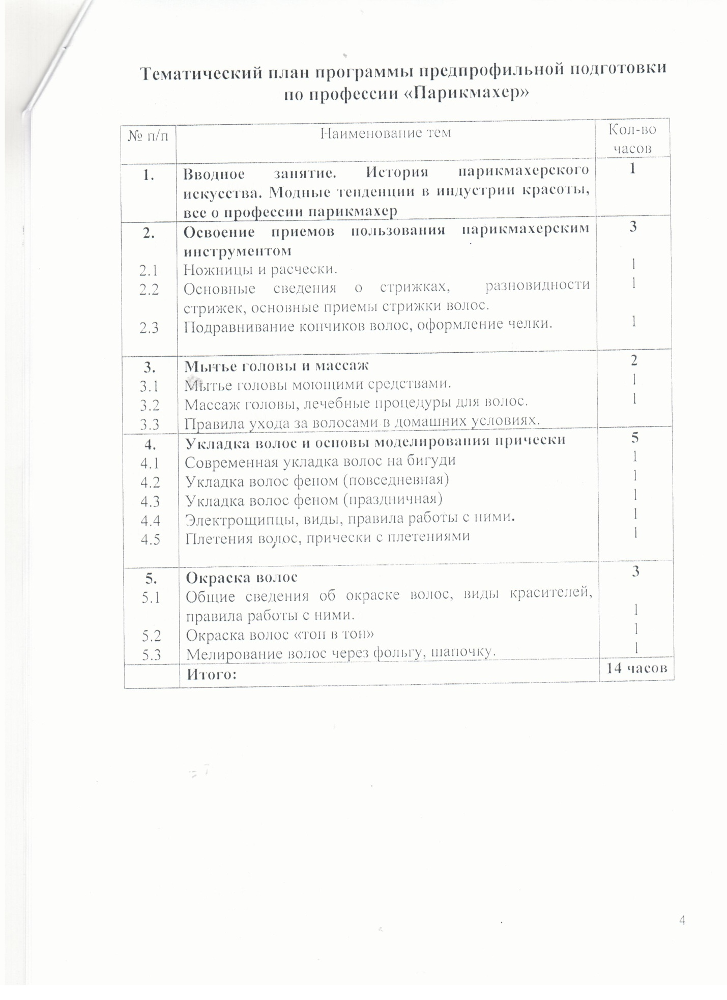 Тематический план программы предпрофильной подготовки
по профессии «Парикмахер»
№ п/п Наименование тем Кол-во
часов
1. Вводное занятие. История парикмахерского 1
искусства. Модные тенденции в индустрии красоты,
все о профессии парикмахер
2. Освоение приемов пользования парикмахерским 3
инструментом
2.1 Ножницы и расчески. 1
2.2 Основные сведения о стрижках, разновидности 1
стрижек, основные приемы стрижки волос.
2.3 Подравнивание кончиков волос, оформление челки. 1
3. Мытье головы и массаж 2
3.1 Мытье головы моющими средствами. 1
3.2 Массаж головы, лечебные процедуры для волос. 1
3.3 Правила ухода за волосами в домашних условиях.
4. Укладка волос и основы моделирования прически 5
4.1 Современная укладка волос на бигуди 1
4.2 Укладка волос феном (повседневная) 1
4.3 Укладка волос феном (праздничная) 1
4.4 Электрощипцы, виды, правила работы с ними. 1
4.5 Плетения волос, прически с плетениями 1
5. Окраска волос 3
5.1 Общие сведения об окраске волос, виды красителей,
правила работы с ними. 1
5.2 Окраска волос «тон в тон» 1
5.3 Мелирование волос через фольгу, шапочку. 1
Итого: 14 часов
4